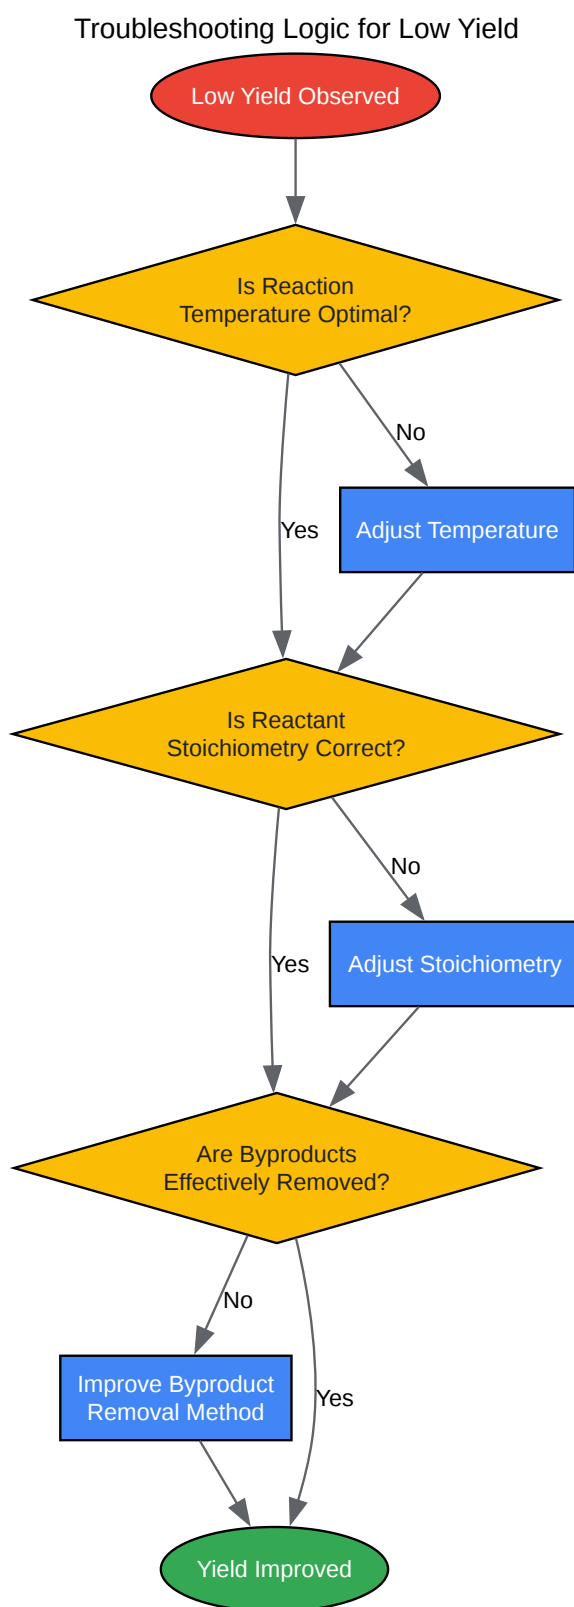 Troubleshooting Logic for Low Yield
Low Yield Observed
Is Reaction
Temperature Optimal?
No
Yes
Adjust Temperature
Is Reactant
Stoichiometry Correct?
No
Yes
Adjust Stoichiometry
Are Byproducts
Effectively Removed?
No
Improve Byproduct
Removal Method
Yes
Yield Improved